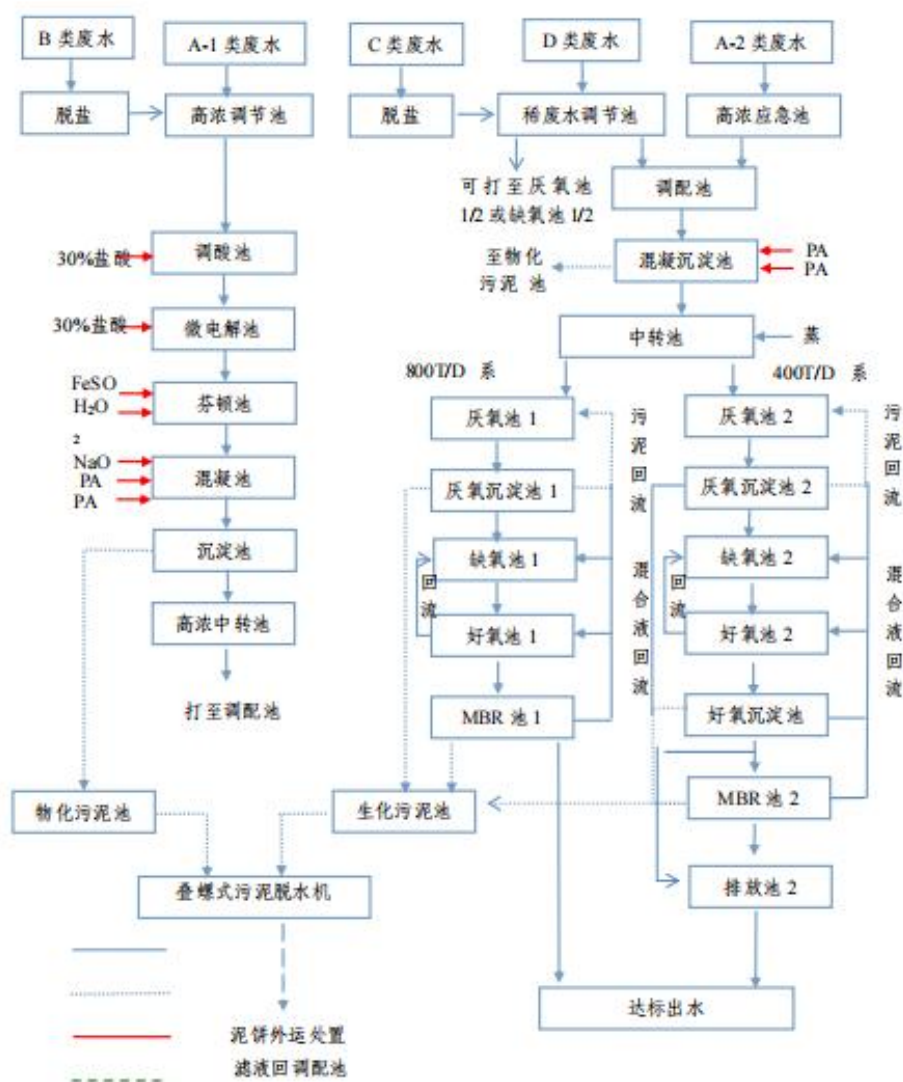 B 类废水
A-1 类废水
C 类废水
D 类废水
A-2 类废水
脱盐
高浓调节池
脱盐
稀废水调节池
高浓应急池
可打至厌氧池
1/2 或缺氧池 1/2
调配池
30%盐酸
调酸池
至物化
污泥 池
混凝沉淀池
PA
PA
30%盐酸
微电解池
中转池
蒸
800T/D 系
400T/D 系
FeSO
H₂O
2
芬顿池
厌氧池 1
污泥回流
厌氧池 2
污泥回流
NaO
PA
PA
混凝池
厌氧沉淀池 1
厌氧沉淀池 2
沉淀池
回流
缺氧池 1
混合液回流
回流
缺氧池 2
混合液回流
高浓中转池
好氧池 1
好氧池 2
打至调配池
MBR 池 1
好氧沉淀池
物化污泥池
生化污泥池
MBR 池 2
叠螺式污泥脱水机
排放池 2
泥饼外运处置
滤液回调配池
达标出水